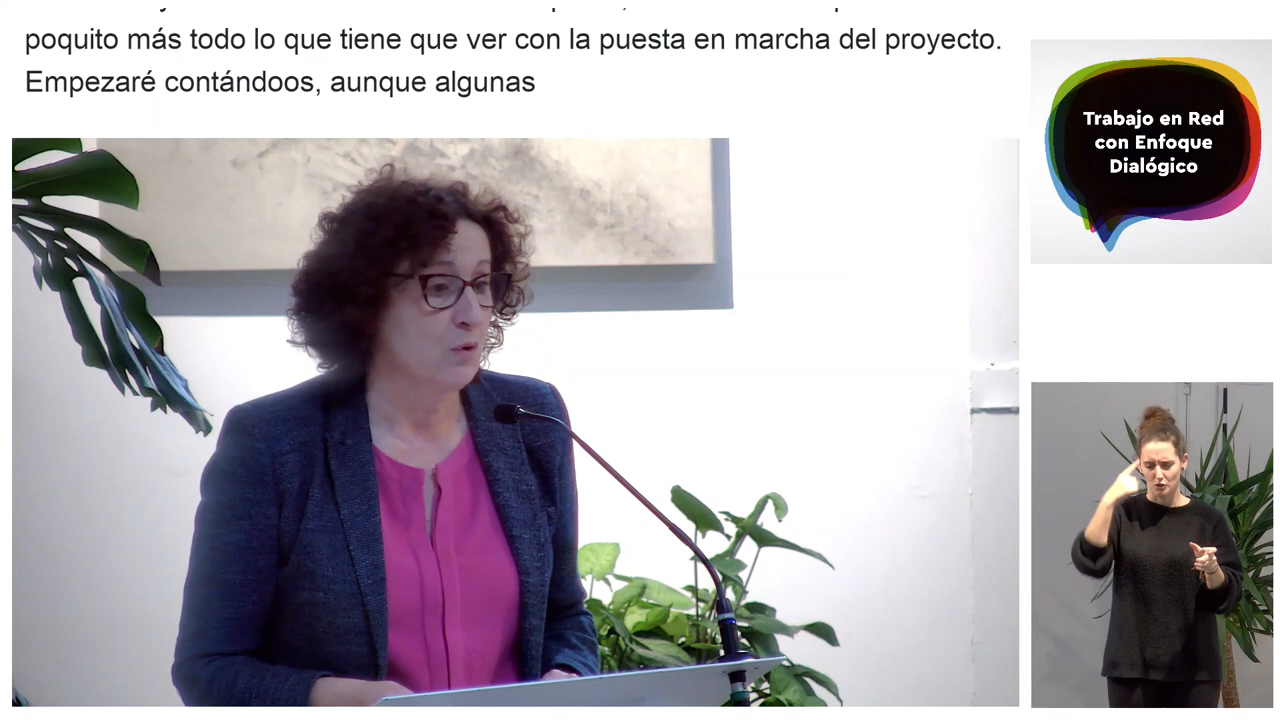 poquito más todo lo que tiene que ver con la puesta en marcha del proyecto.
Empezaré contándoos, aunque algunas
Trabajo en Red
con Enfoque
Dialógico